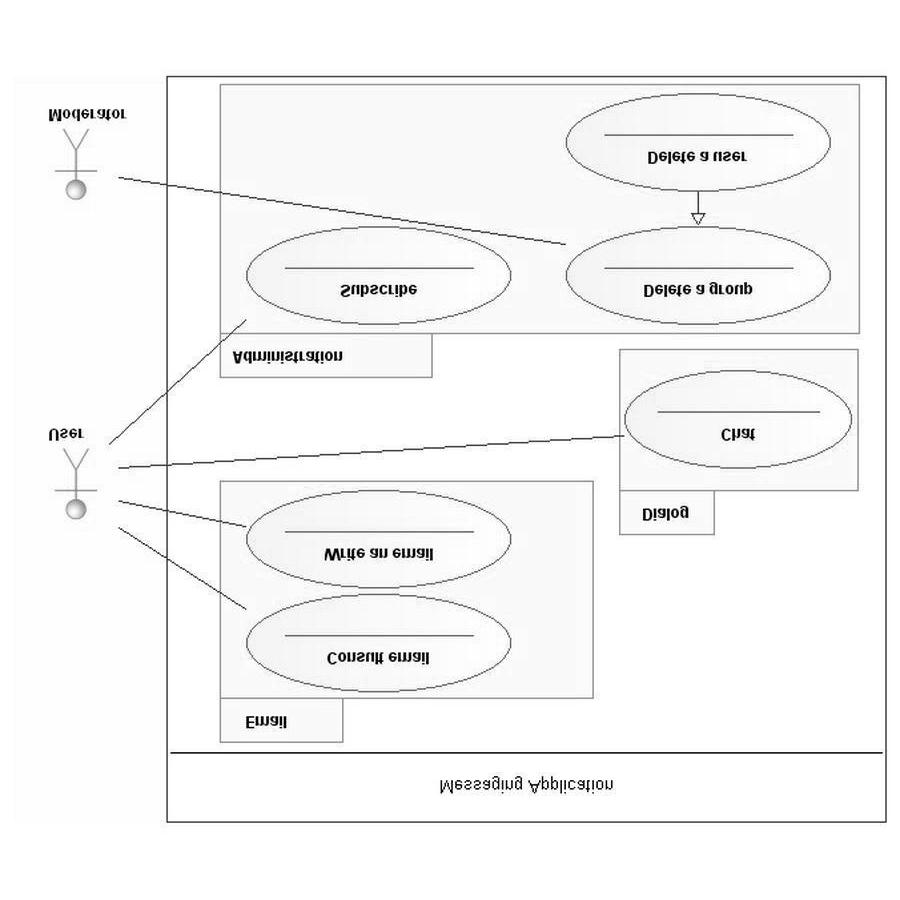 Messaging Application
Email
Consult email
Write an email
Dialog
Chat
User
Administration
Subscribe
Delete a group
Delete a user
Moderator